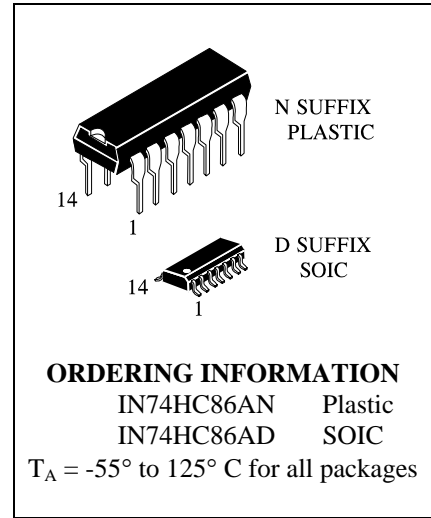 N SUFFIX
PLASTIC
14
1
D SUFFIX
SOIC
14
1
ORDERING INFORMATION
IN74HC86AN Plastic
IN74HC86AD SOIC
TA = -55° to 125° C for all packages